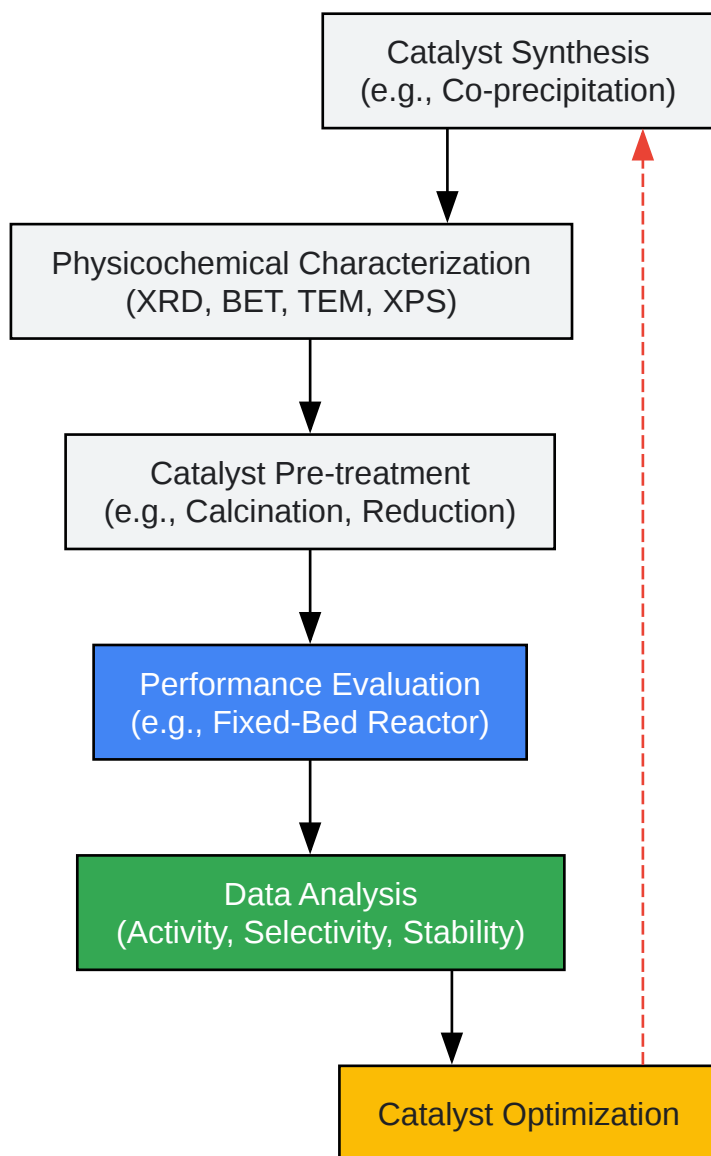 Catalyst Synthesis
(e.g., Co-precipitation)
Physicochemical Characterization
(XRD, BET, TEM, XPS)
Catalyst Pre-treatment
(e.g., Calcination, Reduction)
Performance Evaluation
(e.g., Fixed-Bed Reactor)
Data Analysis
(Activity, Selectivity, Stability)
Catalyst Optimization